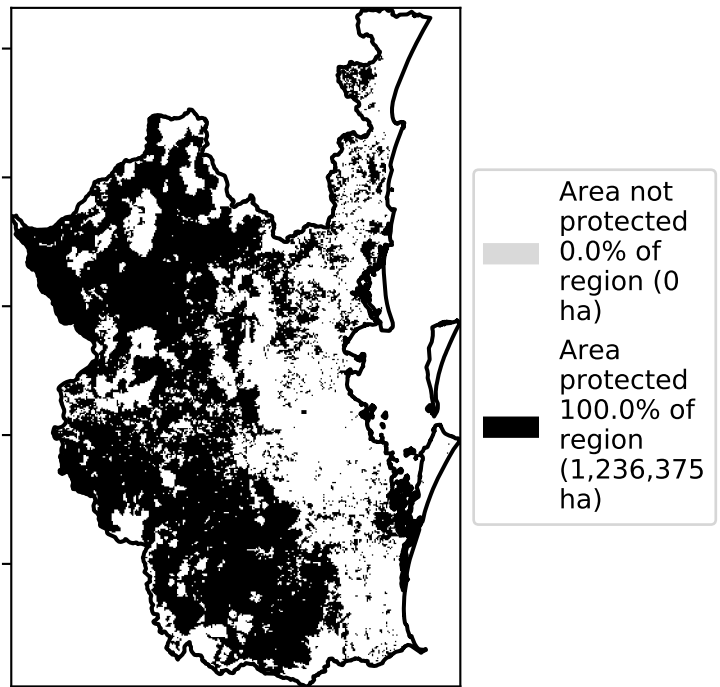 Area not
protected
0.0% of
region (0
ha)
Area
protected
100.0% of
region
(1,236,375
ha)